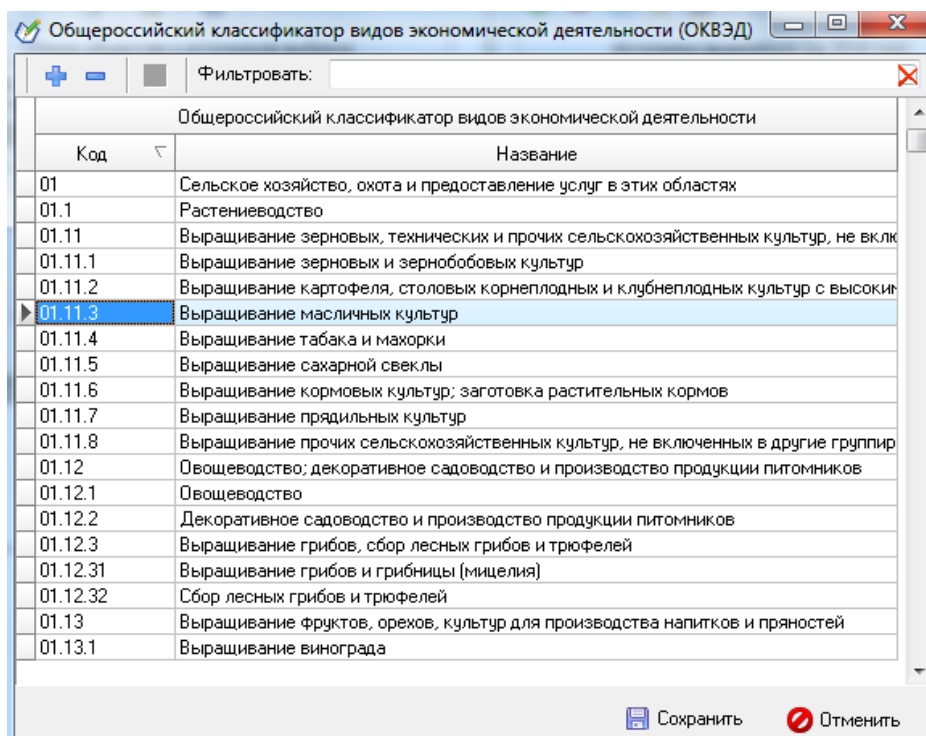 Общероссийский классификатор видов экономической деятельности (ОКВЭД)
Фильтровать:
Общероссийский классификатор видов экономической деятельности
Код Название
01 Сельское хозяйство, охота и предоставление услуг в этих областях
01.1 Растениеводство
01.11 Выращивание зерновых, технических и прочих сельскохозяйственных культур, не вклю
01.11.1 Выращивание зерновых и зернобобовых культур
01.11.2 Выращивание картофеля, столовых корнеплодных и клубнеплодных культур с высоким
01.11.3 Выращивание масличных культур
01.11.4 Выращивание табака и махорки
01.11.5 Выращивание сахарной свеклы
01.11.6 Выращивание кормовых культур; заготовка растительных кормов
01.11.7 Выращивание прядильных культур
01.11.8 Выращивание прочих сельскохозяйственных культур, не включенных в другие группир
01.12 Овощеводство; декоративное садоводство и производство продукции питомников
01.12.1 Овощеводство
01.12.2 Декоративное садоводство и производство продукции питомников
01.12.3 Выращивание грибов, сбор лесных грибов и трюфелей
01.12.31 Выращивание грибов и грибницы (мицелия)
01.12.32 Сбор лесных грибов и трюфелей
01.13 Выращивание фруктов, орехов, культур для производства напитков и пряностей
01.13.1 Выращивание винограда
Сохранить Отменить